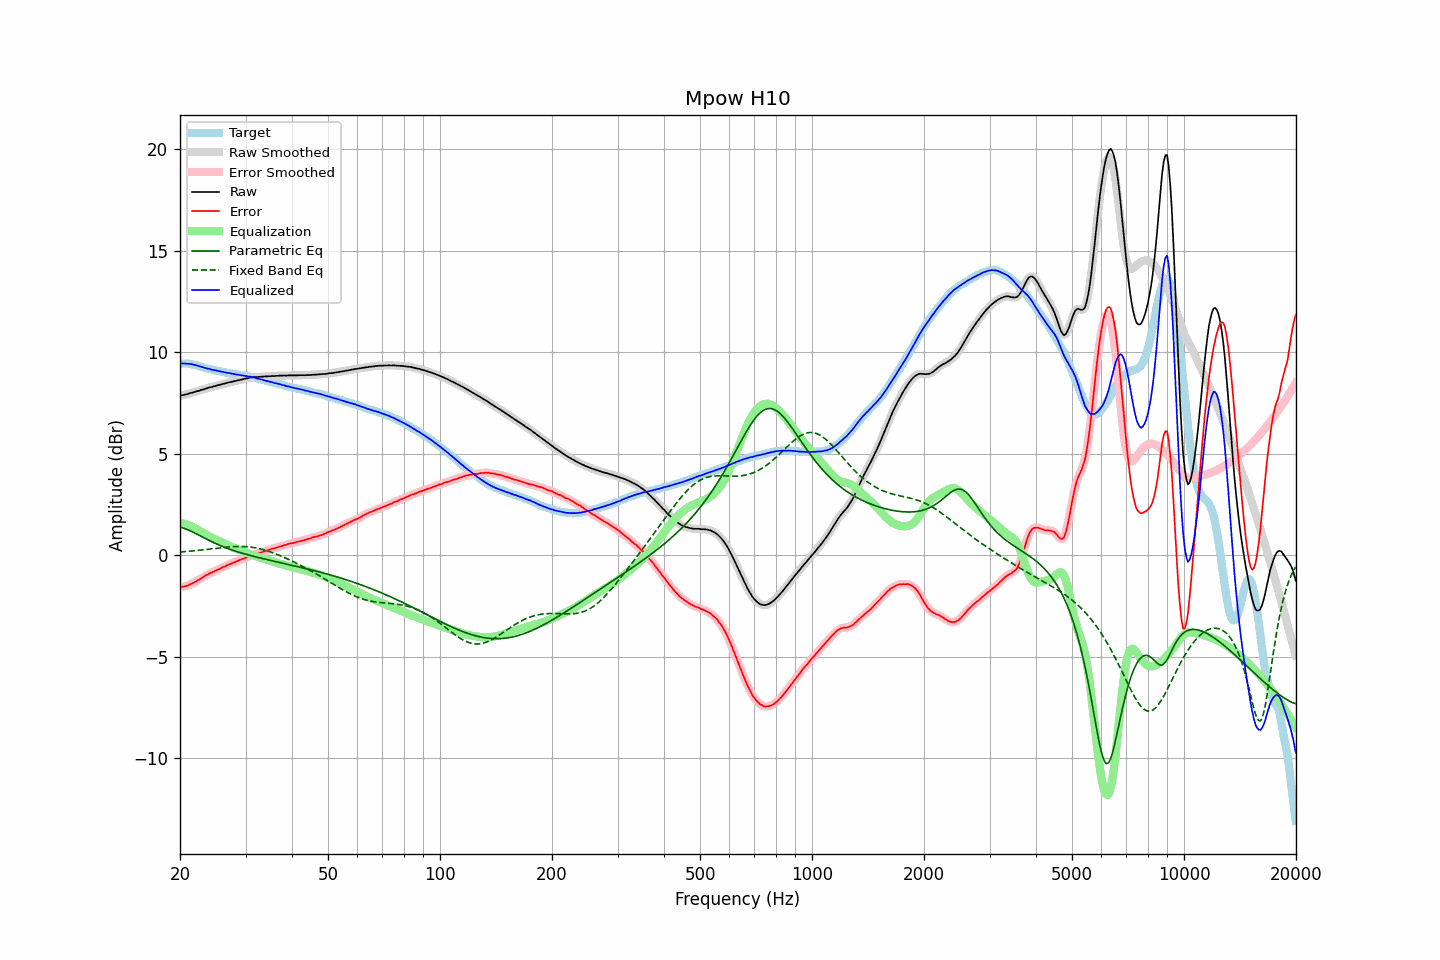 Mpow H10
Target
Raw Smoothed
Error Smoothed
Raw
Error
Equalization
Parametric Eq
Fixed Band Eq
Equalized
20
15
10
5
0
−5
−10
Amplitude (dBr)
20 50 100 200 500 1000 2000 5000 10000 20000
Frequency (Hz)